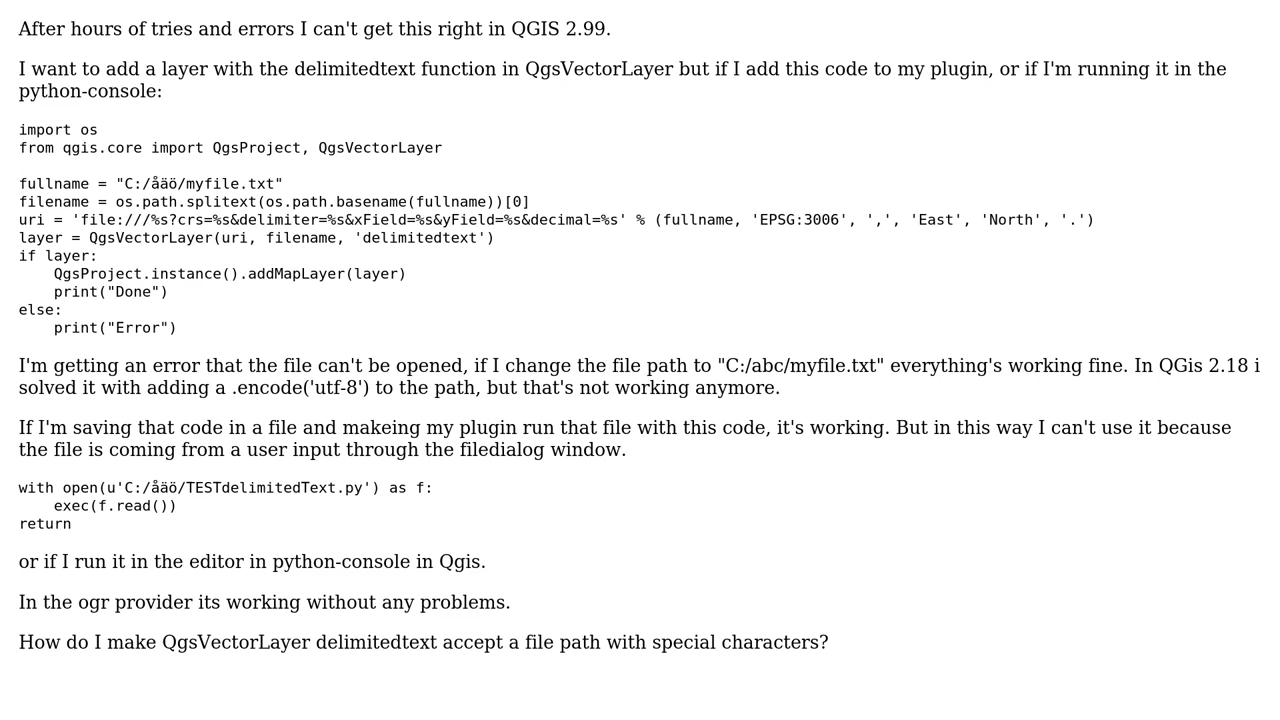 After hours of tries and errors I can't get this right in QGIS 2.99.
I want to add a layer with the delimitedtext function in QgsVectorLayer but if I add this code to my plugin, or if I'm running it in the
python-console:
import os
from qgis.core import QgsProject, QgsVectorLayer
fullname = "C:/åäö/myfile.txt"
filename = os.path.splitext(os.path.basename(fullname))[0]
uri = 'file:///%s?crs=%s&delimiter=%s&xField=%s&yField=%s&decimal=%s' % (fullname, 'EPSG:3006', ',', 'East', 'North', '.')
layer = QgsVectorLayer(uri, filename, 'delimitedtext')
if layer:
    QgsProject.instance().addMapLayer(layer)
    print("Done")
else:
    print("Error")
I'm getting an error that the file can't be opened, if I change the file path to "C:/abc/myfile.txt" everything's working fine. In QGis 2.18 i
solved it with adding a .encode('utf-8') to the path, but that's not working anymore.
If I'm saving that code in a file and makeing my plugin run that file with this code, it's working. But in this way I can't use it because
the file is coming from a user input through the filedialog window.
with open(u'C:/åäö/TESTdelimitedText.py') as f:
    exec(f.read())
return
or if I run it in the editor in python-console in Qgis.
In the ogr provider its working without any problems.
How do I make QgsVectorLayer delimitedtext accept a file path with special characters?